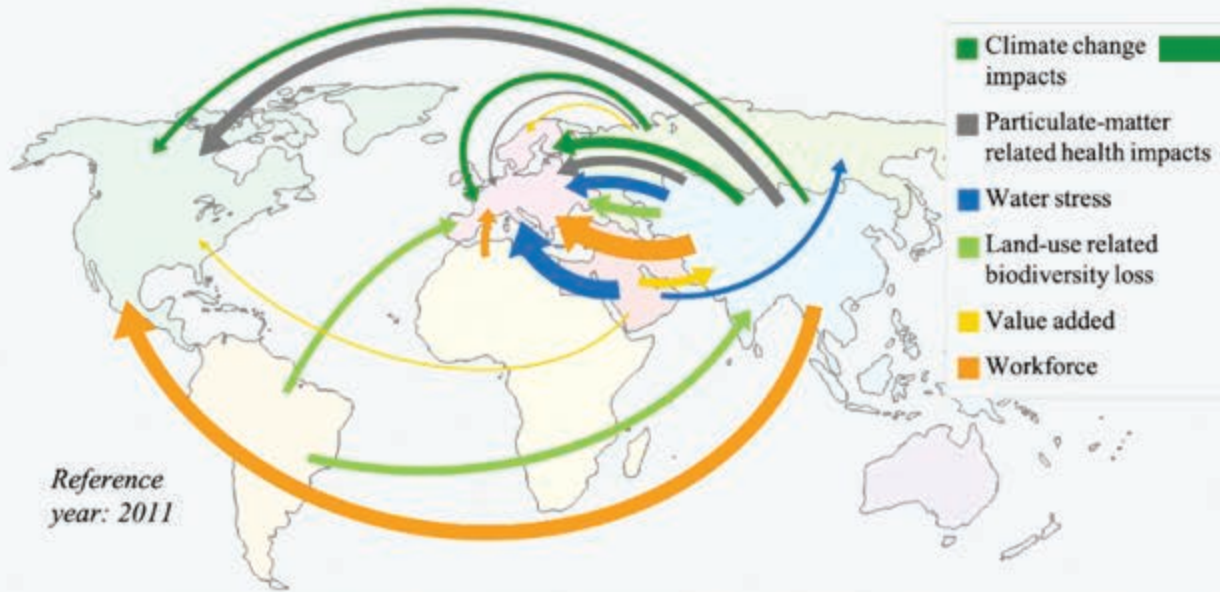 Climate change
impacts
Particulate-matter
related health impacts
Water stress
Land-use related
biodiversity loss
Value added
Workforce
Reference
year: 2011